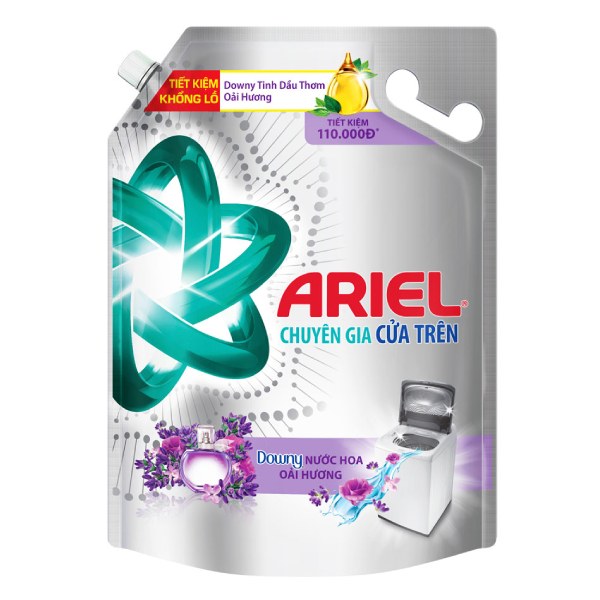 TIẾT KIỆM
KHỔNG LỒ
Downy Tinh Dầu Thơm
Oải Hương
TIẾT KIỆM
110.000Đ*
ARIEL®
CHUYÊN GIA CỬA TRÊN
Downy NƯỚC HOA
OẢI HƯƠNG